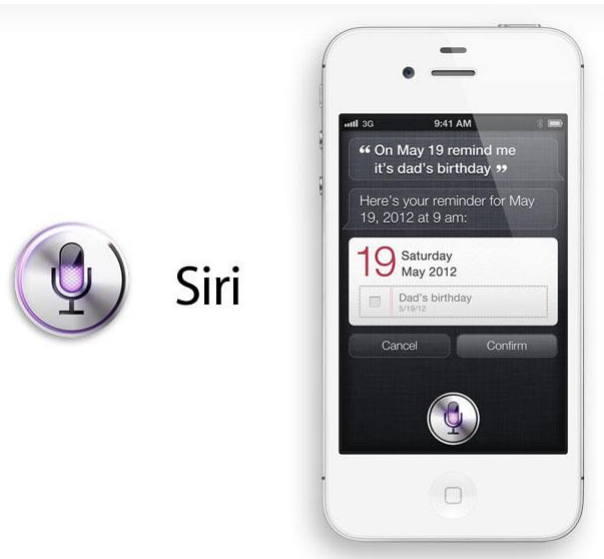 Siri
3G 9:41 AM
“ On May 19 remind me
it's dad's birthday ”
Here's your reminder for May
19, 2012 at 9 am:
19 Saturday
May 2012
Dad's birthday
5/19/12
Cancel Confirm